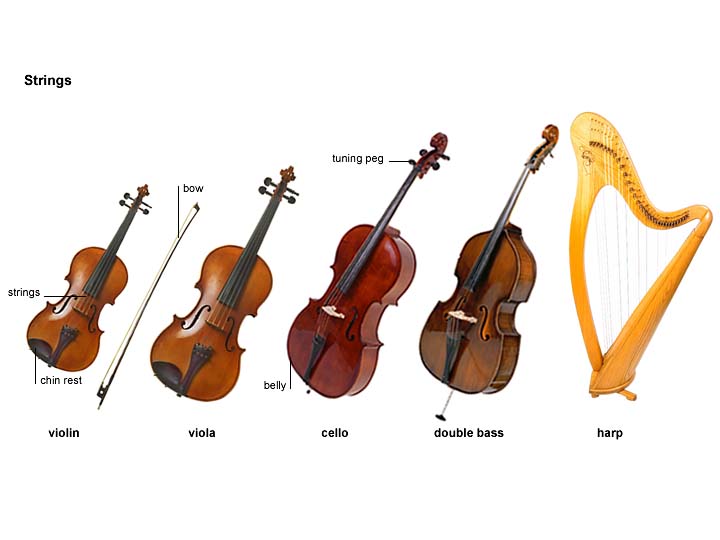 Strings
tuning peg
bow
strings
chin rest
belly
violin
viola
cello
double bass
harp